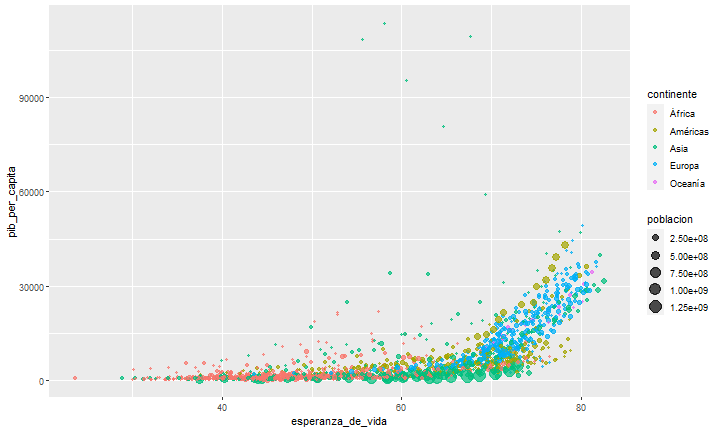 90000
60000
30000
0
pib_per_capita
40
60
80
esperanza_de_vida
continente
África
Américas
Asia
Europa
Oceanía
poblacion
2.50e+08
5.00e+08
7.50e+08
1.00e+09
1.25e+09